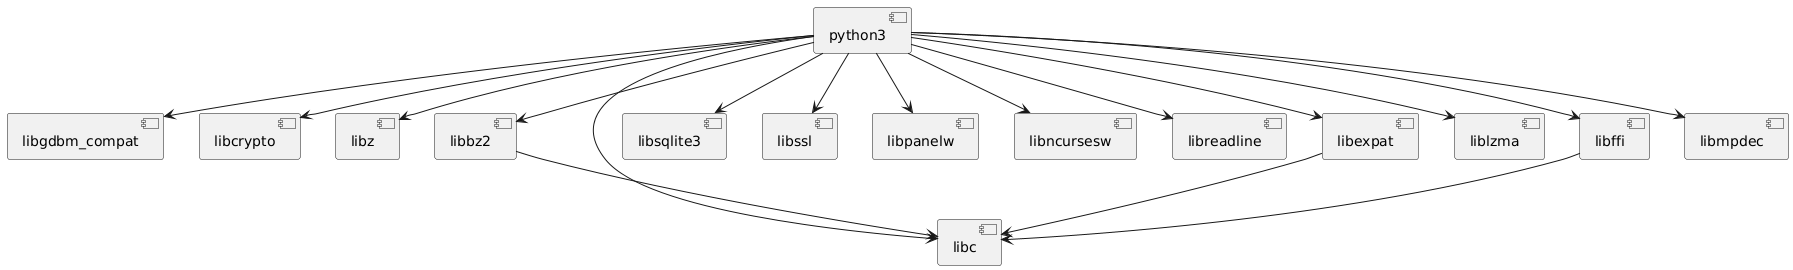 python3
libgdbm_compat
libcrypto
libz
libbz2
libsqlite3
libssl
libpanelw
libncursesw
libreadline
libexpat
liblzma
libffi
libmpdec
libc